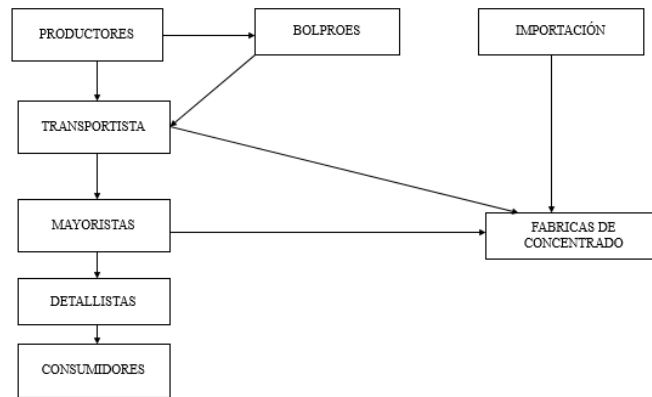 PRODUCTORES
BOLPROES
IMPORTACIÓN
TRANSPORTISTA
MAYORISTAS
FABRICAS DE
CONCENTRADO
DETALLISTAS
CONSUMIDORES